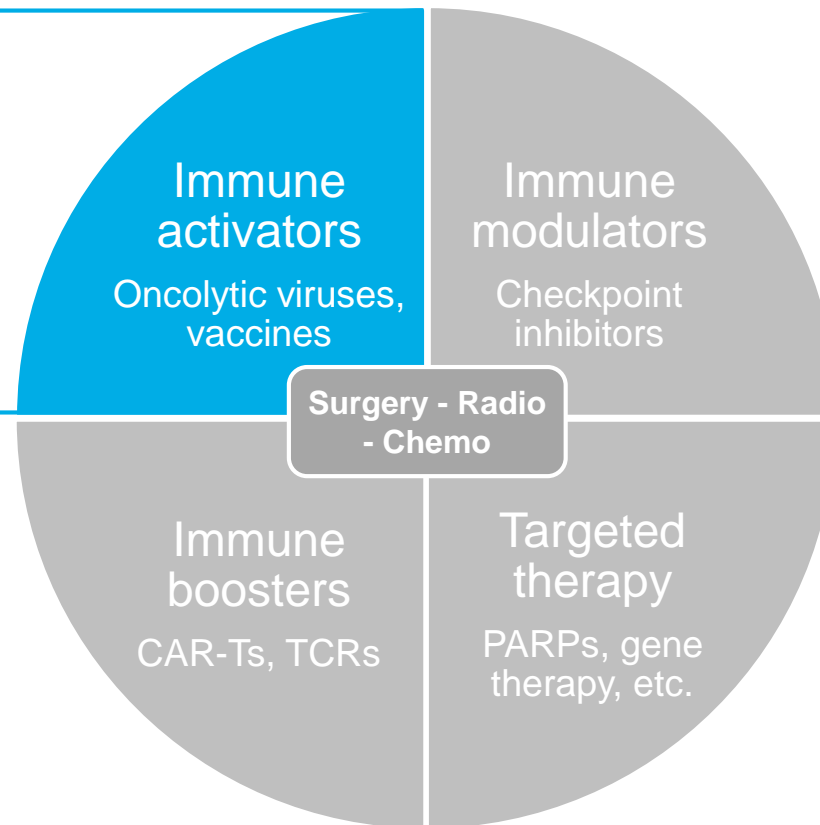 Immune
activators
Oncolytic viruses,
vaccines
Immune
modulators
Checkpoint
inhibitors
Surgery - Radio
- Chemo
Immune
boosters
CAR-Ts, TCRs
Targeted
therapy
PARPs, gene
therapy, etc.